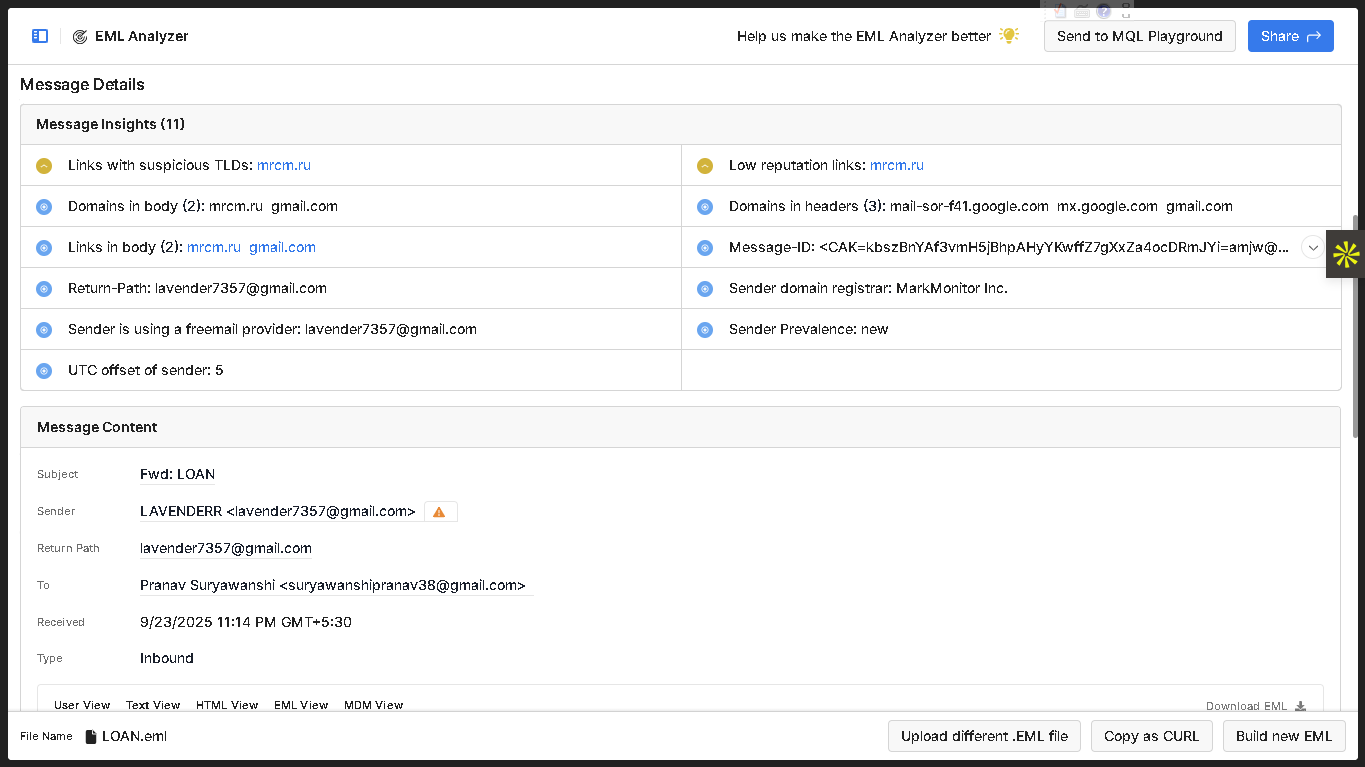 EML Analyzer
Help us make the EML Analyzer better
Send to MQL Playground
Share
Message Details
Message Insights (11)
Links with suspicious TLDs: mrcm.ru
Low reputation links: mrcm.ru
Domains in body (2): mrcm.ru gmail.com
Domains in headers (3): mail-sor-f41.google.com mx.google.com gmail.com
Links in body (2): mrcm.ru gmail.com
Message-ID: <CAK=kbszBnYAf3vmH5jBhpAHyYKwffZ7gXxZa4ocDRmJYi=amjw@...
Return-Path: lavender7357@gmail.com
Sender domain registrar: MarkMonitor Inc.
Sender is using a freemail provider: lavender7357@gmail.com
Sender Prevalence: new
UTC offset of sender: 5
Message Content
Subject Fwd: LOAN
Sender LAVENDERR <lavender7357@gmail.com>
Return Path lavender7357@gmail.com
To Pranav Suryawanshi <suryawanshipranav38@gmail.com>
Received 9/23/2025 11:14 PM GMT+5:30
Type Inbound
User View Text View HTML View EML View MDM View Download EML
File Name LOAN.eml
Upload different .EML file
Copy as CURL
Build new EML